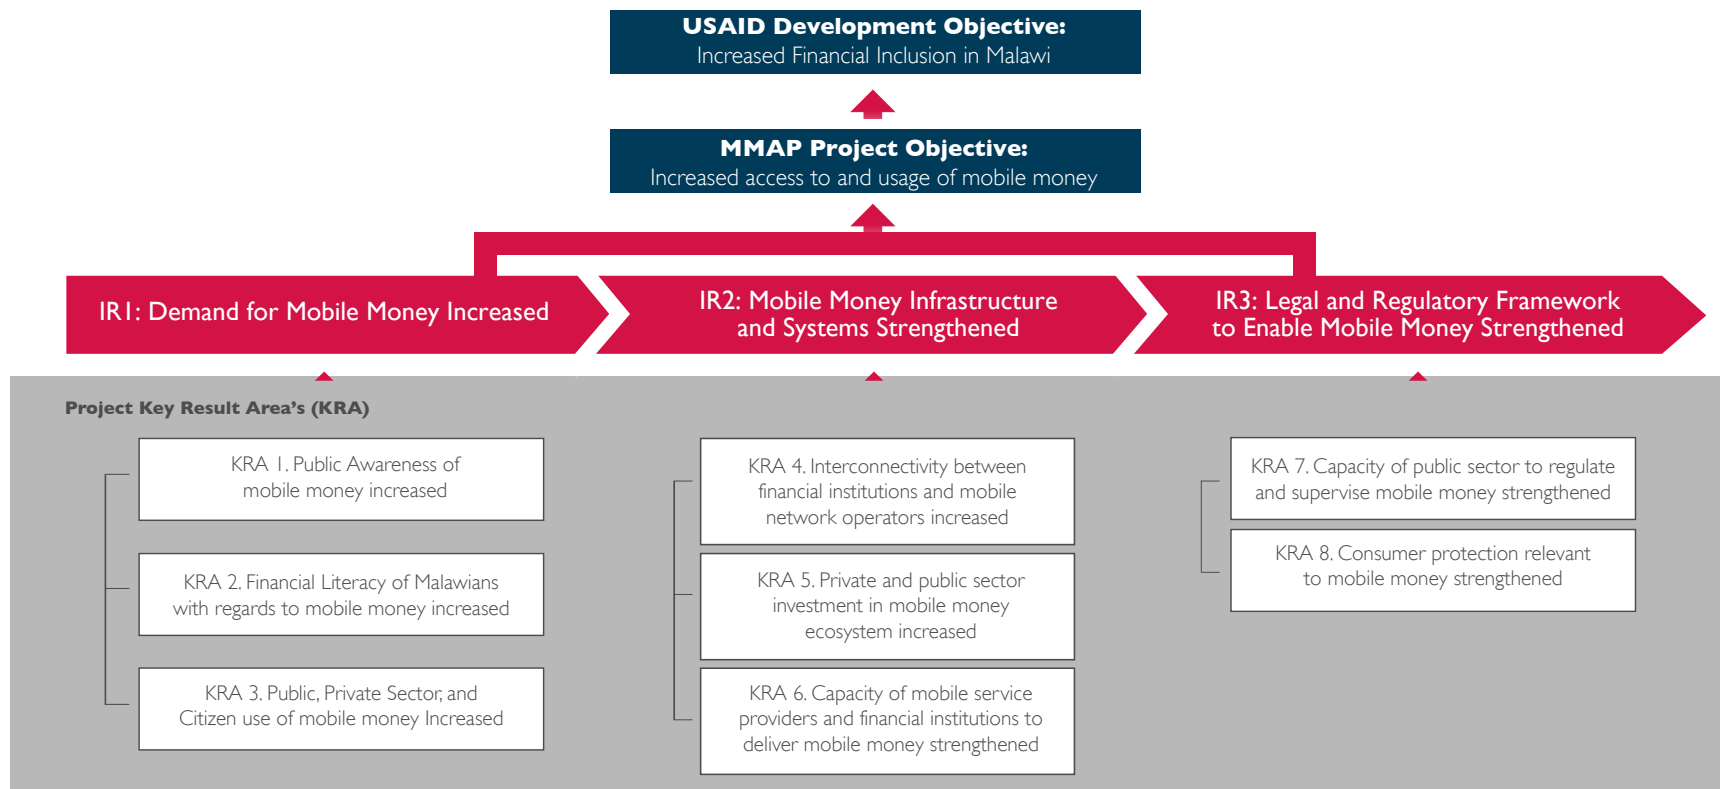 USAID Development Objective:
Increased Financial Inclusion in Malawi
MMAP Project Objective:
Increased access to and usage of mobile money
IR1: Demand for Mobile Money Increased
IR2: Mobile Money Infrastructure
and Systems Strengthened
IR3: Legal and Regulatory Framework
to Enable Mobile Money Strengthened
Project Key Result Area’s (KRA)
KRA 1. Public Awareness of
mobile money increased
KRA 2. Financial Literacy of Malawians
with regards to mobile money increased
KRA 3. Public, Private Sector, and
Citizen use of mobile money Increased
KRA 4. Interconnectivity between
financial institutions and mobile
network operators increased
KRA 5. Private and public sector
investment in mobile money
ecosystem increased
KRA 6. Capacity of mobile service
providers and financial institutions to
deliver mobile money strengthened
KRA 7. Capacity of public sector to regulate
and supervise mobile money strengthened
KRA 8. Consumer protection relevant
to mobile money strengthened